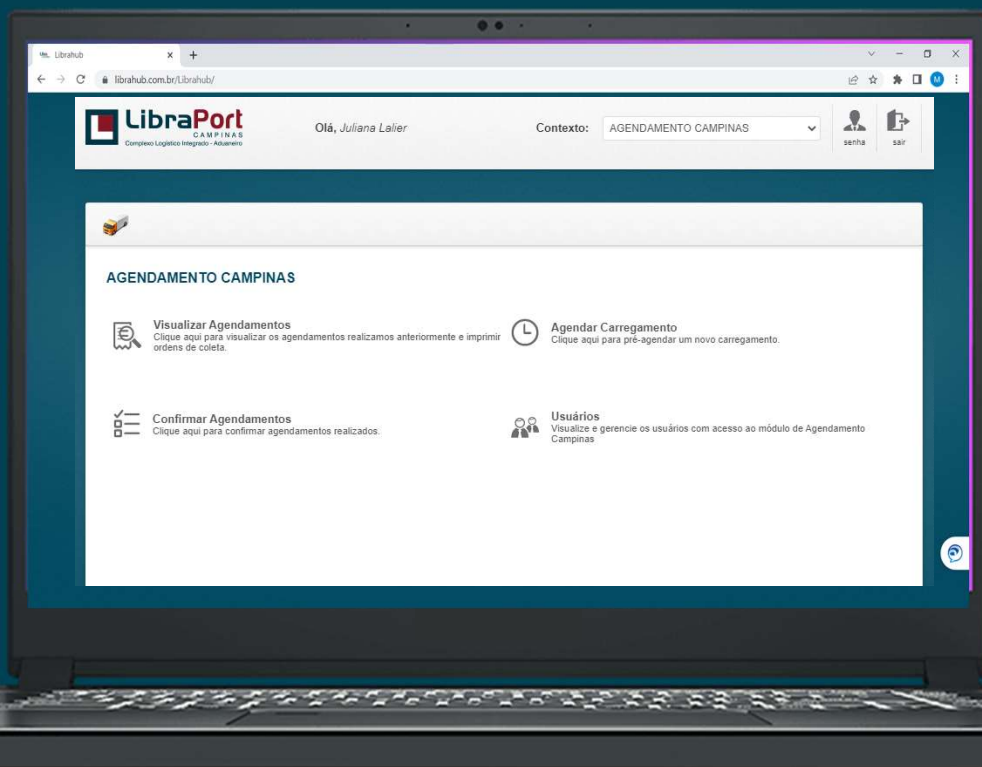 Librahub
librahub.com.br/Librahub/
M
LibraPort
CAMPINAS
Complexo Logístico Integrado - Aduaneiro
Olá, Juliana Lalier
Contexto:
AGENDAMENTO CAMPINAS
senha
sair
AGENDAMENTO CAMPINAS
Visualizar Agendamentos
Clique aqui para visualizar os agendamentos realizamos anteriormente e imprimir
ordens de coleta.
Agendar Carregamento
Clique aqui para pré-agendar um novo carregamento.
Confirmar Agendamentos
Clique aqui para confirmar agendamentos realizados.
Usuários
Visualize e gerencie os usuários com acesso ao módulo de Agendamento
Campinas